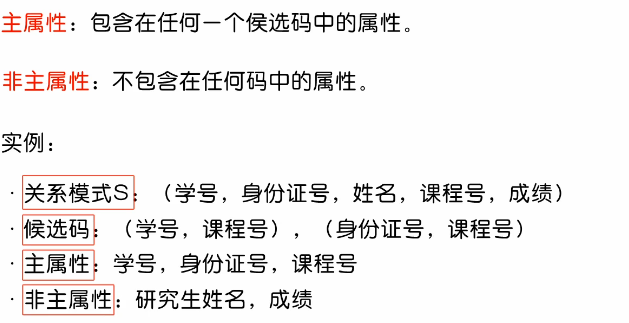 主属性：包含在任何一个侯选码中的属性。
非主属性：不包含在任何码中的属性。
实例：
·关系模式S：（学号，身份证号，姓名，课程号，成绩）
·候选码：（学号，课程号），（身份证号，课程号）
·主属性：学号，身份证号，课程号
·非主属性：研究生姓名，成绩